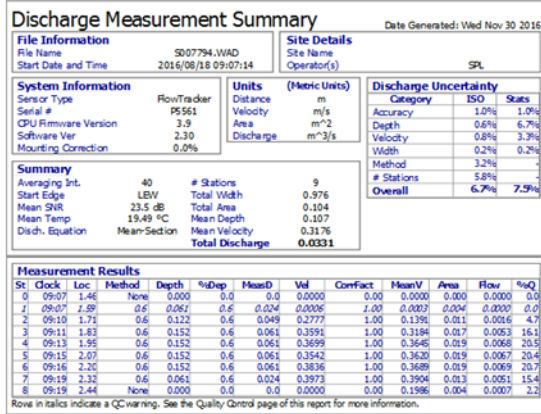 Discharge Measurement Summary Date Generated: Wed Nov 30 2016
File Information
File Name S007794.WAD
Start Date and Time 2016/08/18 09:07:14
Site Details
Site Name
Operator(s) SPL
System Information
Sensor Type FlowTracker
Serial # P5561
CPU Firmware Version 3.9
Software Ver 2.30
Mounting Correction 0.0%
Units (Metric Units)
Distance m
Velocity m/s
Area m^2
Discharge m^3/s
Discharge Uncertainty
Category ISO Stats
Accuracy 1.0% 1.0%
Depth 0.6% 6.7%
Velocity 0.8% 3.3%
Width 0.2% 0.2%
Method 3.2% -
# Stations 5.8% -
Overall 6.7% 7.5%
Summary
Averaging Int. 40 # Stations 9
Start Edge LEW Total Width 0.976
Mean SNR 23.5 dB Total Area 0.104
Mean Temp 19.49 ºC Mean Depth 0.107
Disch. Equation Mean-Section Mean Velocity 0.3176
Total Discharge 0.0331
Measurement Results
St Clock Loc Method Depth %Dep MeasD Vel CorrFact MeanV Area Flow %Q
0 09:07 1.46 None 0.000 0.0 0.0 0.0000 0.00 0.0000 0.000 0.0000 0.0
1 09:07 1.59 0.6 0.061 0.6 0.024 0.0006 1.00 0.0003 0.004 0.0000 0.0
2 09:10 1.71 0.6 0.122 0.6 0.049 0.2777 1.00 0.1391 0.011 0.0016 4.7
3 09:11 1.83 0.6 0.152 0.6 0.061 0.3591 1.00 0.3184 0.017 0.0053 16.1
4 09:13 1.95 0.6 0.152 0.6 0.061 0.3699 1.00 0.3645 0.019 0.0068 20.5
5 09:15 2.07 0.6 0.152 0.6 0.061 0.3542 1.00 0.3620 0.019 0.0067 20.4
6 09:16 2.20 0.6 0.152 0.6 0.061 0.3836 1.00 0.3689 0.019 0.0069 20.7
7 09:19 2.32 0.6 0.061 0.6 0.024 0.3973 1.00 0.3904 0.013 0.0051 15.4
8 09:19 2.44 None 0.000 0.0 0.0 0.0000 0.00 0.1986 0.004 0.0007 2.2
Rows in italics indicate a QC warning. See the Quality Control page of this report for more information.